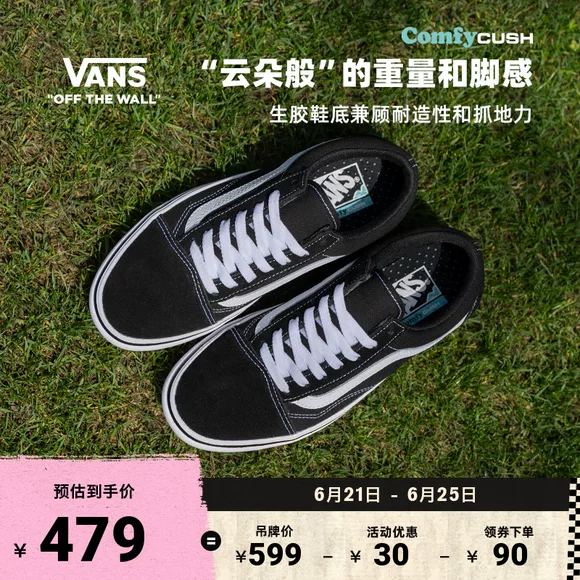 ComfyCUSH
VANS
"OFF THE WALL"
“云朵般”的重量和脚感
生胶鞋底兼顾耐造性和抓地力
VANS
VANS
预估到手价
¥ 479
=
6月21日 - 6月25日
吊牌价 活动优惠 领券下单
¥599 - ¥ 30 - ¥ 90